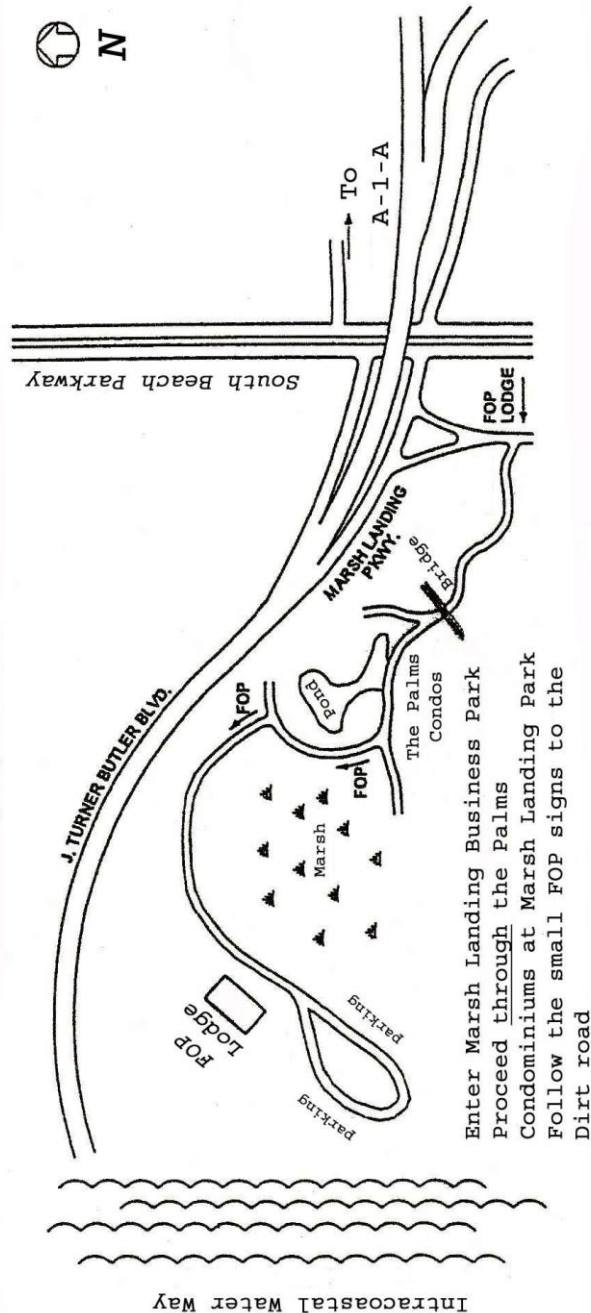 N
South Beach Parkway
To
A-1-A
J. TURNER BUTLER BLVD.
MARSH LANDING
PKWY.
FOP
LODGE
Bridge
Pond
The Palms
Condos
FOP
FOP
Marsh
FOP
Lodge
parking
parking
Intracoastal Water Way
Enter Marsh Landing Business Park
Proceed through the Palms
Condominiums at Marsh Landing Park
Follow the small FOP signs to the
Dirt road